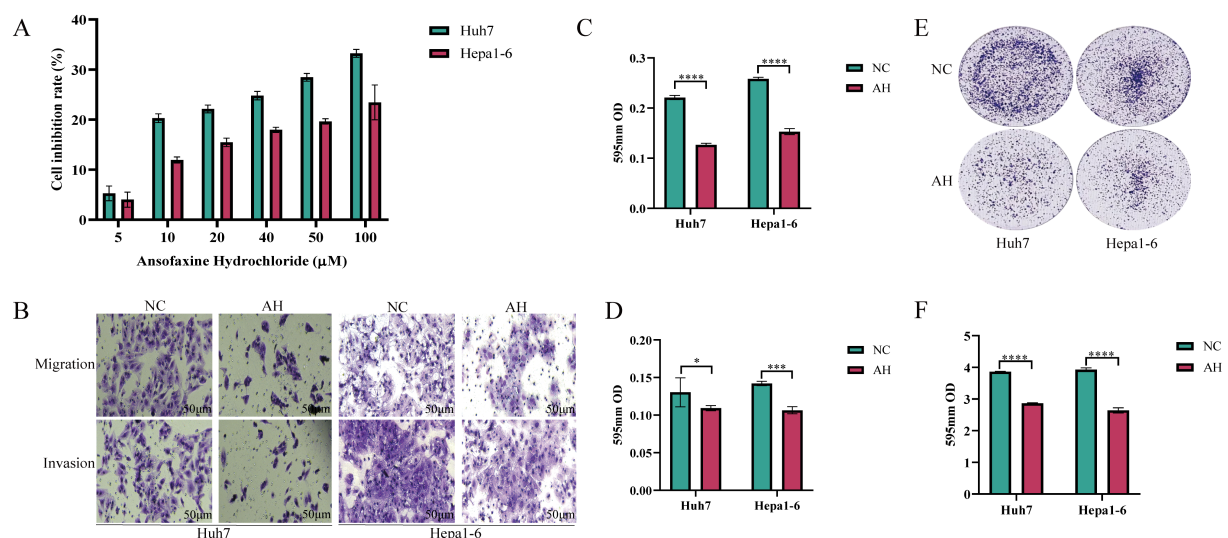 A
Cell inhibition rate (%)
40
30
20
10
0
5 10 20 40 50 100
Ansofaxine Hydrochloride (μM)
Huh7
Hepa1-6
B
NC AH NC AH
Migration
50μm 50μm 50μm 50μm
Invasion
50μm 50μm 50μm 50μm
Huh7 Hepa1-6
C
595mm OD
0.3
0.2
0.1
0.0
**** ****
Huh7 Hepa1-6
NC
AH
D
595mm OD
0.20
0.15
0.10
0.05
0.00
* ***
Huh7 Hepa1-6
NC
AH
E
NC
AH
Huh7 Hepa1-6
F
595mm OD
5
4
3
2
1
0
**** ****
Huh7 Hepa1-6
NC
AH